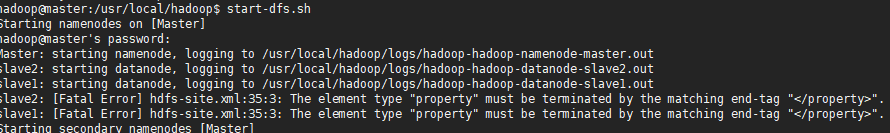 hadoop@master:/usr/local/hadoop$ start-dfs.sh
Starting namenodes on [Master]
hadoop@master's password:
Master: starting namenode, logging to /usr/local/hadoop/logs/hadoop-hadoop-namenode-master.out
slave2: starting datanode, logging to /usr/local/hadoop/logs/hadoop-hadoop-datanode-slave2.out
slave1: starting datanode, logging to /usr/local/hadoop/logs/hadoop-hadoop-datanode-slave1.out
slave2: [Fatal Error] hdfs-site.xml:35:3: The element type "property" must be terminated by the matching end-tag "</property>".
slave1: [Fatal Error] hdfs-site.xml:35:3: The element type "property" must be terminated by the matching end-tag "</property>".
Starting secondary namenodes [Master]